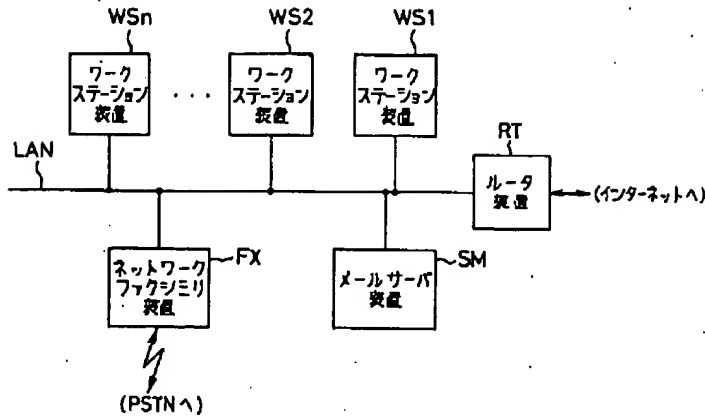 WSn
WS2
WS1
ワーク
ステーション
装置
・・・
ワーク
ステーション
装置
ワーク
ステーション
装置
LAN
RT
ルータ
装置
(インターネットへ)
ネットワーク
ファクシミリ
装置
FX
メールサーバ
装置
SM
(PSTNへ)